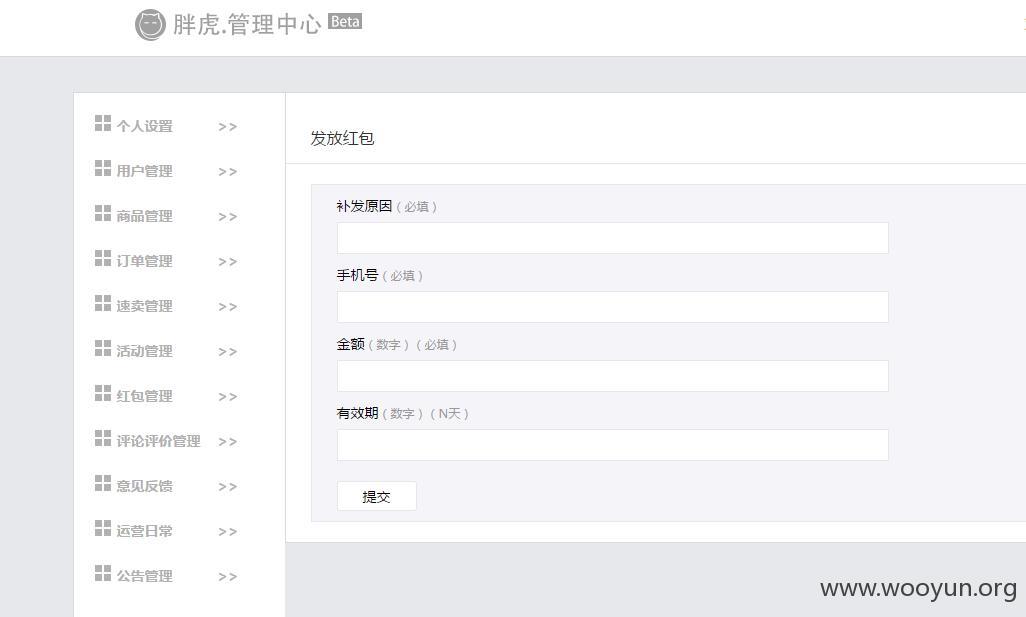 胖虎.管理中心 Beta
个人设置 >>
用户管理 >>
商品管理 >>
订单管理 >>
速卖管理 >>
活动管理 >>
红包管理 >>
评论评价管理 >>
意见反馈 >>
运营日常 >>
公告管理 >>
发放红包
补发原因(必填)
手机号(必填)
金额(数字)(必填)
有效期(数字)(N天)
提交
www.wooyun.org